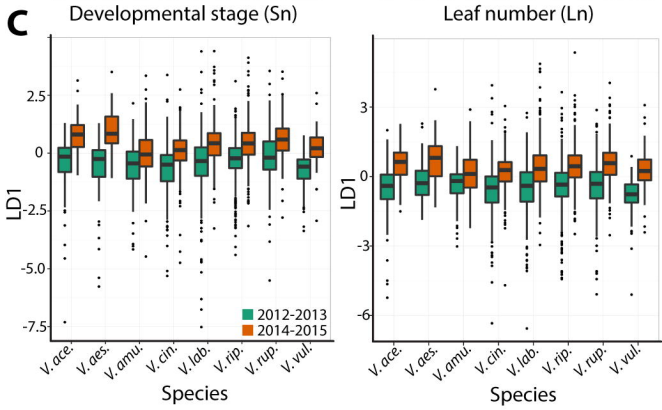 C
Developmental stage (Sn)
LD1
2.5
0
-2.5
-5.0
-7.5
2012-2013
2014-2015
V. ace.
V. aes.
V. amu.
V. cin.
V. lab.
V. rip.
V. rup.
V. vul.
Species
Leaf number (Ln)
LD1
3
0
-3
-6
V. ace.
V. aes.
V. amu.
V. cin.
V. lab.
V. rip.
V. rup.
V. vul.
Species